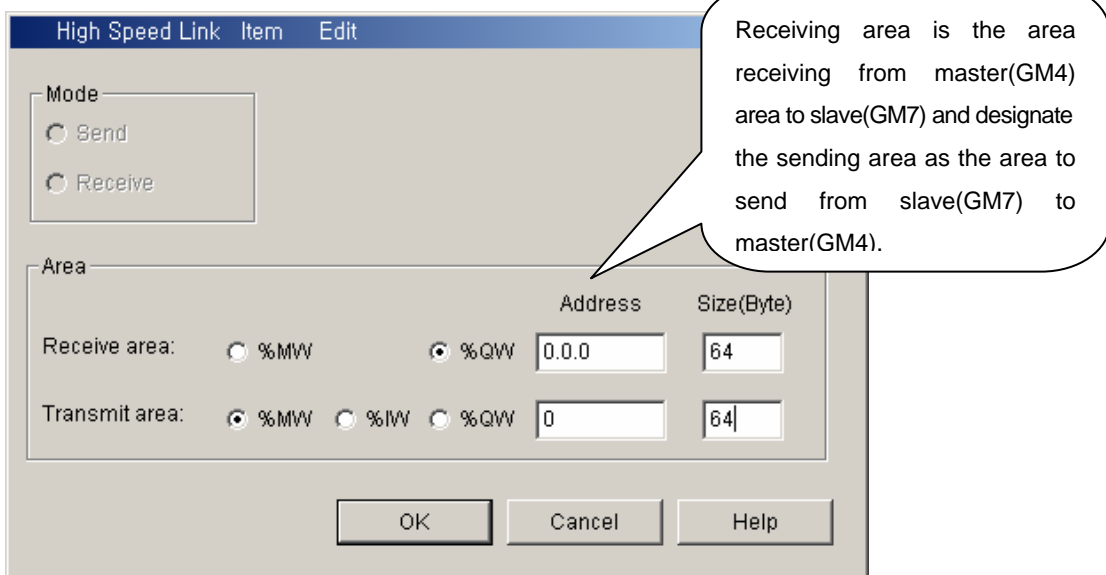 High Speed Link Item Edit
Receiving area is the area
receiving from master(GM4)
area to slave(GM7) and designate
the sending area as the area to
send from slave(GM7) to
master(GM4).
Mode
Send
Receive
Area
Address Size(Byte)
Receive area: %MW %QW 0.0.0 64
Transmit area: %MW %IW %QW 0 64
OK Cancel Help